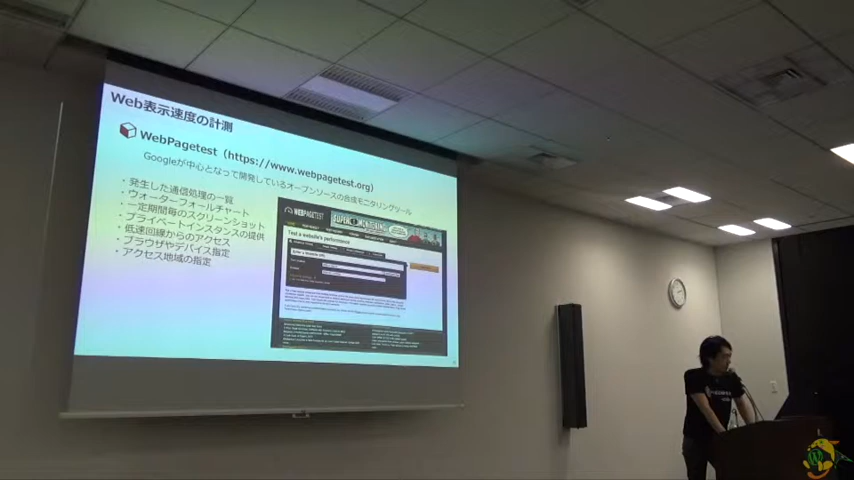 Web表示速度の計測
WebPagetest（https://www.webpagetest.org）
Googleが中心となって開発しているオープンソースの合成モニタリングツール
・発生した通信処理の一覧
・ウォーターフォールチャート
・一定期間毎のスクリーンショット
・プライベートインスタンスの提供
・低速回線からのアクセス
・ブラウザやデバイス指定
・アクセス地域の指定
WEBPAGETEST
Test a website's performance